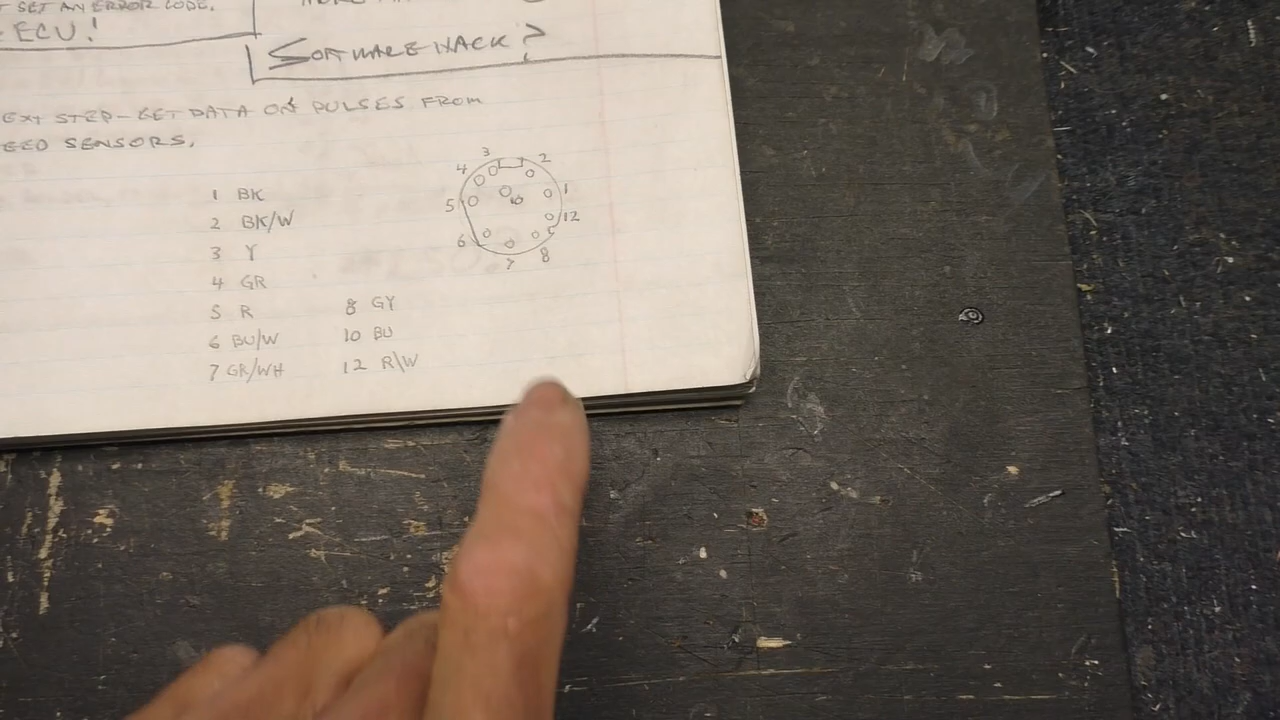 T SET AN ERROR CODE.
ECU!
SOFTWARE HACK?
EXT STEP-GET DATA ON PULSES FROM
EED SENSORS.
1 BK
2 BK/W
3 Y
4 GR
5 R
6 BU/W
7 GR/WH
8 GY
10 BU
12 R\W
3
2
4
1
5
10
12
6
7
8